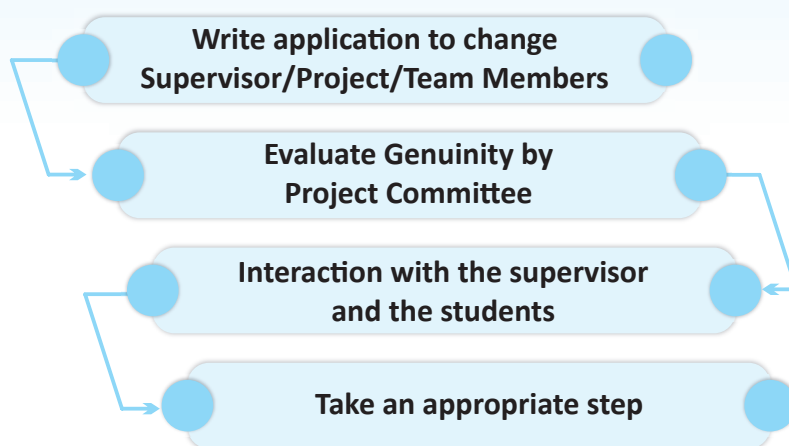 Write application to change
Supervisor/Project/Team Members
Evaluate Genuinity by
Project Committee
Interaction with the supervisor
and the students
Take an appropriate step